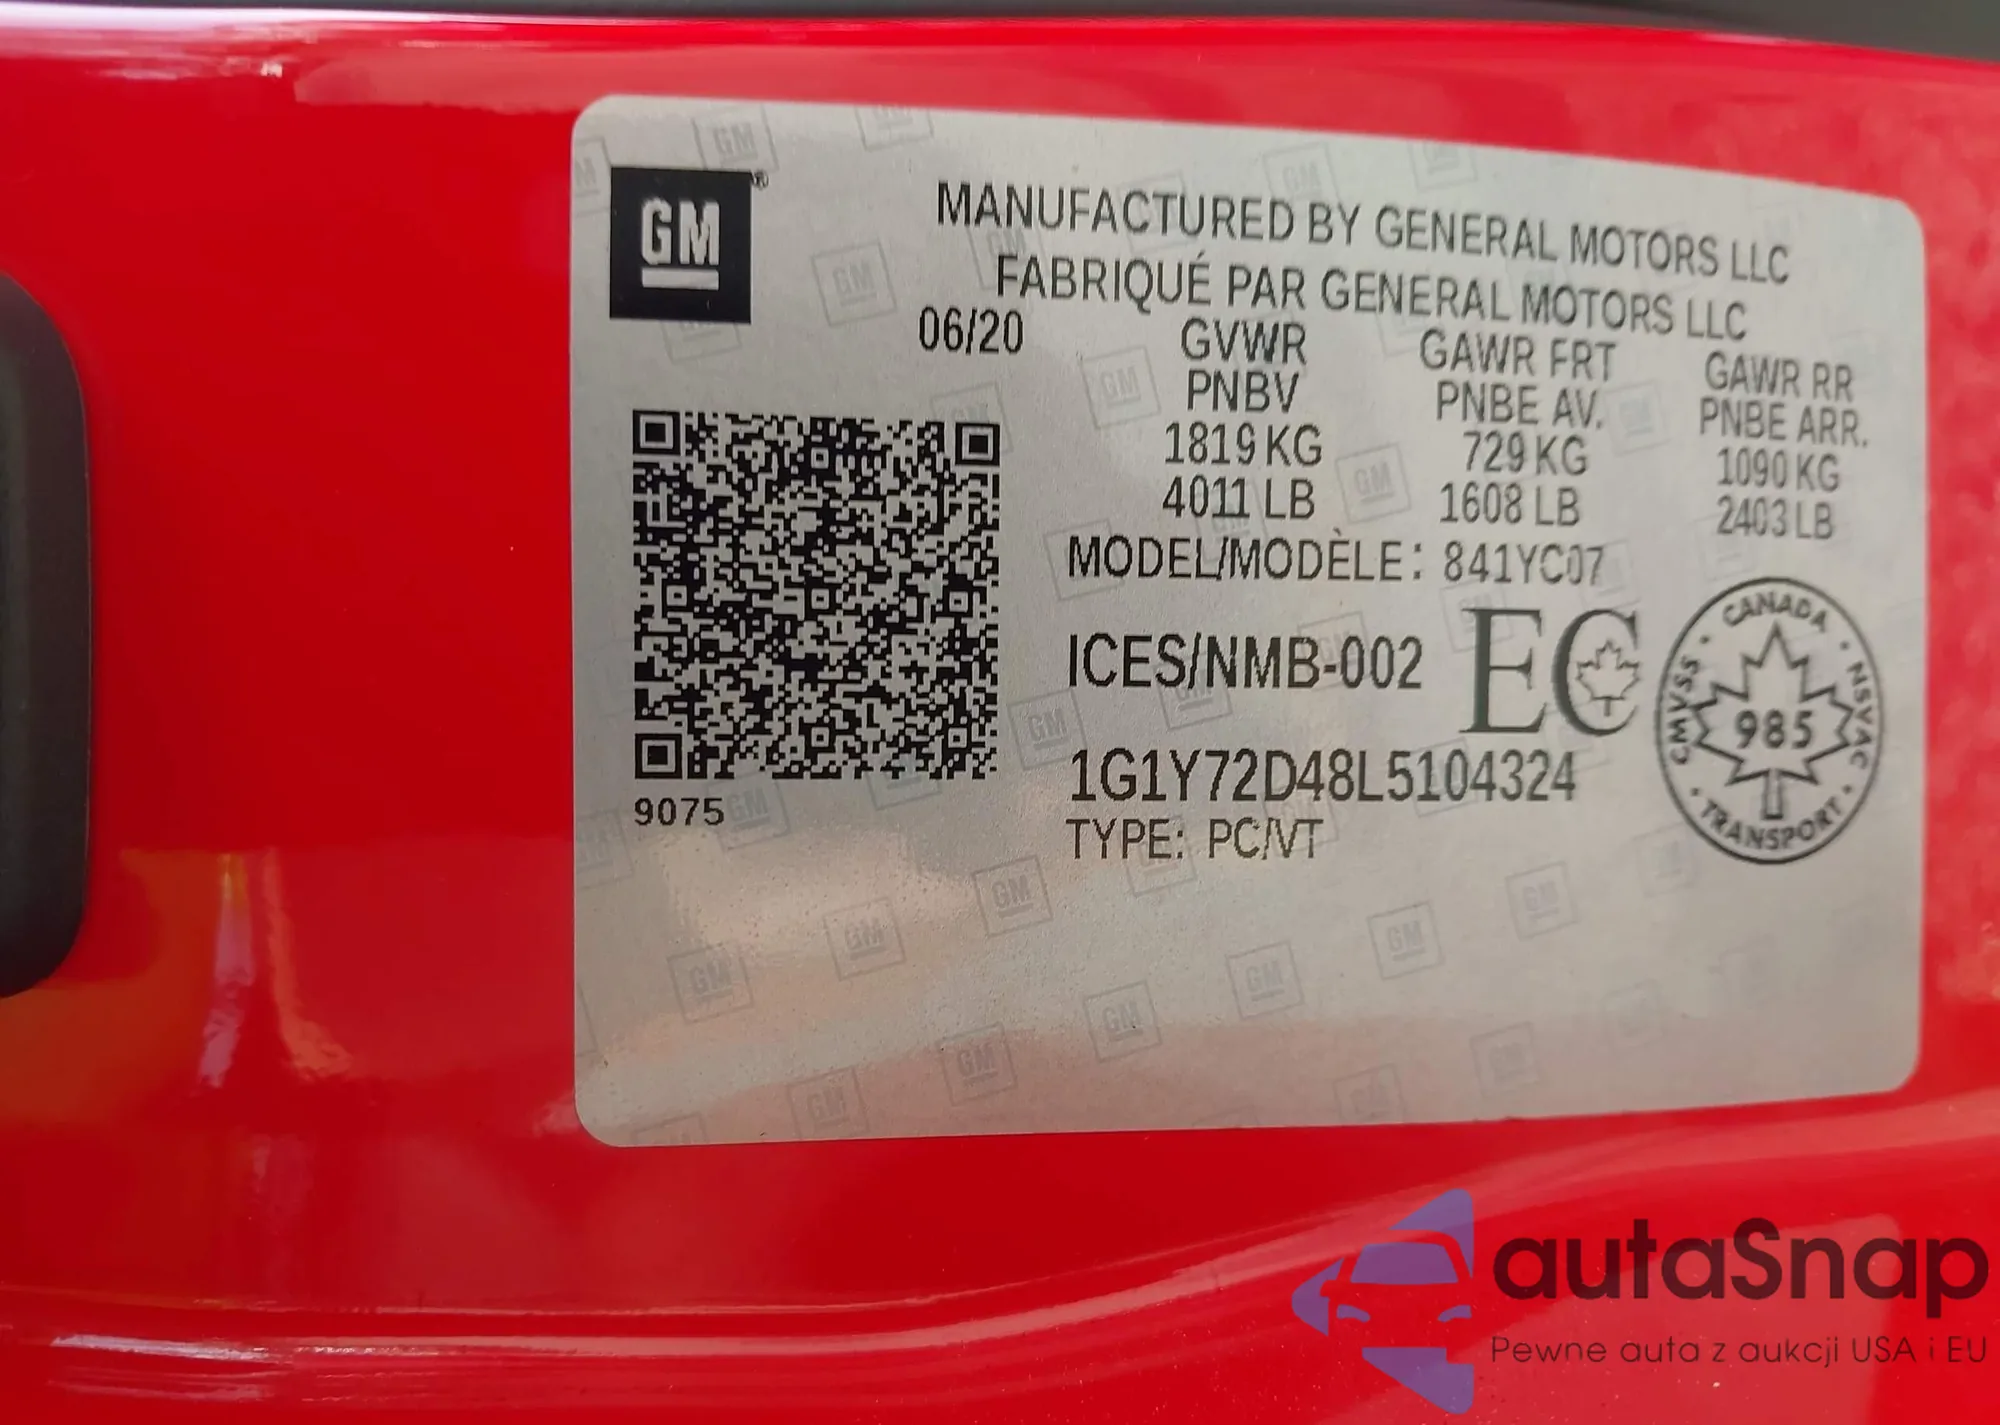 GM®
MANUFACTURED BY GENERAL MOTORS LLC
FABRIQUÉ PAR GENERAL MOTORS LLC
06/20 GVWR GAWR FRT GAWR RR
PNBV PNBE AV. PNBE ARR.
1819 KG 729 KG 1090 KG
4011 LB 1608 LB 2403 LB
MODEL/MODÈLE: 841YC07
ICES/NMB-002 EC
CANADA
CMVSS 985 NSVAC
TRANSPORT
1G1Y72D48L5104324
9075
TYPE: PC/VT
autaSnap
Pewne auta z aukcji USA i EU